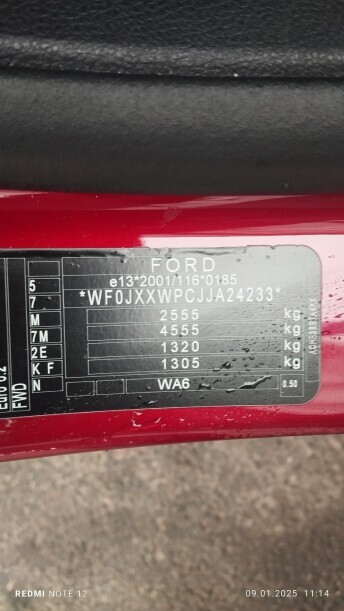 FORD
e13*2001/116*0185
*WF0JXXWPCJJA24233*
2555 kg
4555 kg
1320 kg
1305 kg
WA6
0.50
5
7
M
7M
2E
K F
N
FWD
REDMI NOTE 12
09.01.2025 11:14